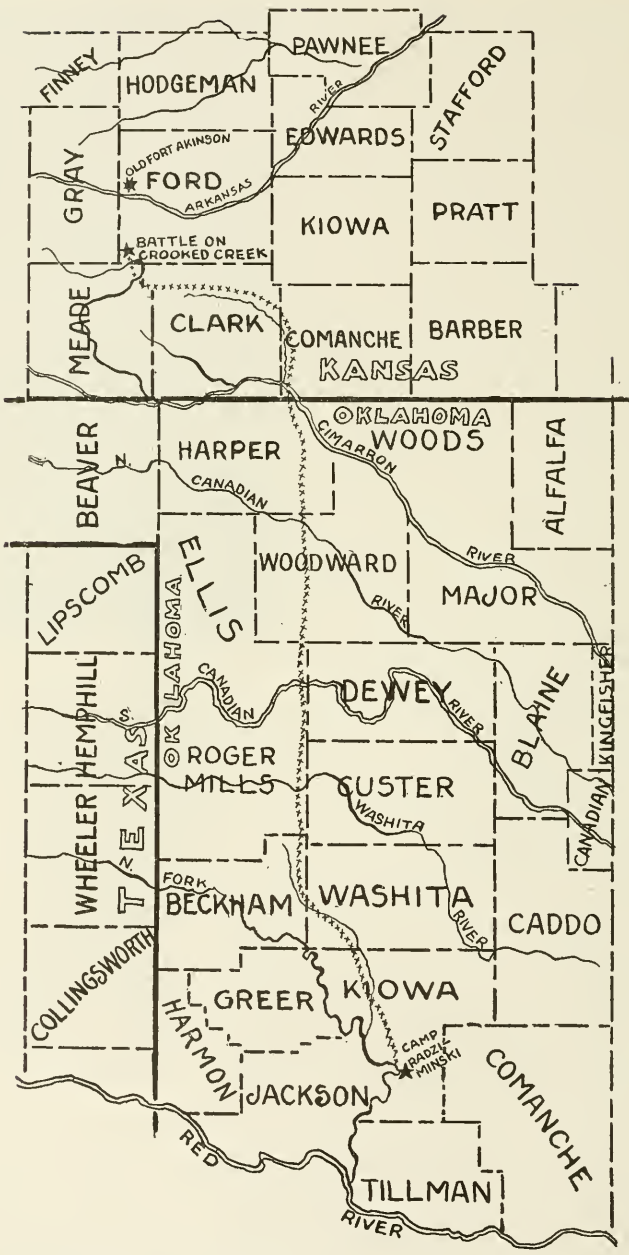 PAWNEE
FINNEY
HODGEMAN
STAFFORD
RIVER
EDWARDS
OLD FORT AKINSON
FORD
GRAY
ARKANSAS
KIOWA
PRATT
BATTLE ON
CROOKED CREEK
MEADE
CLARK
COMANCHE
BARBER
KANSAS
OKLAHOMA
WOODS
CIMARRON
RIVER
BEAVER
N.
HARPER
CANADIAN
RIVER
ALFALFA
LIPSCOMB
ELLIS
WOODWARD
MAJOR
OKLAHOMA
HEMPHILL
S.
CANADIAN
DEWEY
RIVER
BLAINE
KINGFISHER
ROGER
MILLS
CUSTER
CANADIAN
WHEELER
TEXAS
WASHITA
RIVER
N.
FORK
BECKHAM
WASHITA
CADDO
COLLINGSWORTH
GREER
KIOWA
HARMON
CAMP
RADZIZ
MINSKI
JACKSON
COMANCHE
RED
RIVER
TILLMAN